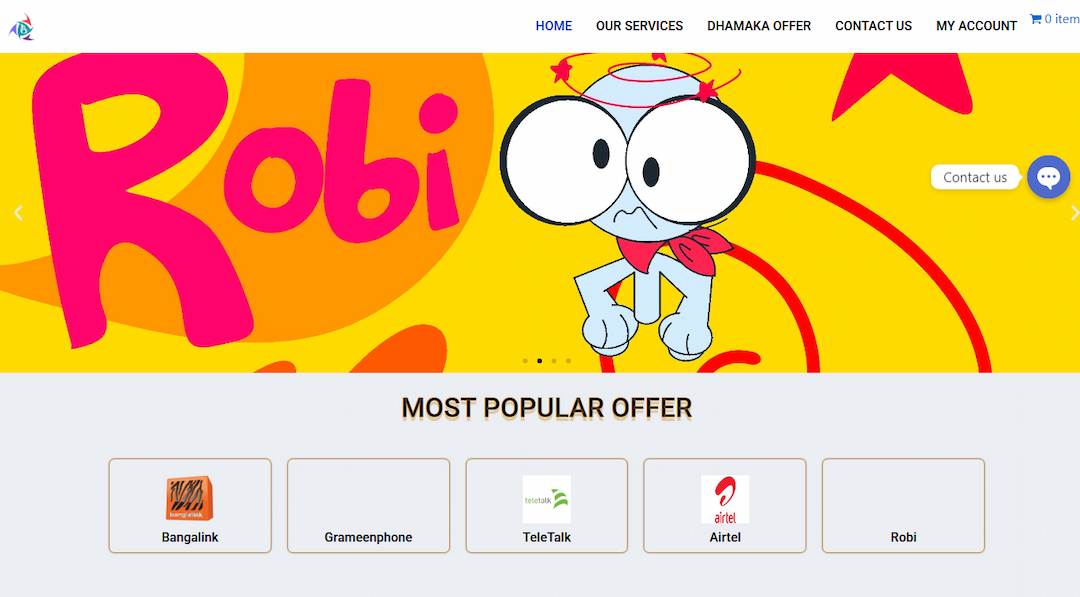 HOME OUR SERVICES DHAMAKA OFFER CONTACT US MY ACCOUNT 0 item
Robi
Contact us
MOST POPULAR OFFER
banglalink
teletalk
airtel
Bangalink Grameenphone TeleTalk Airtel Robi